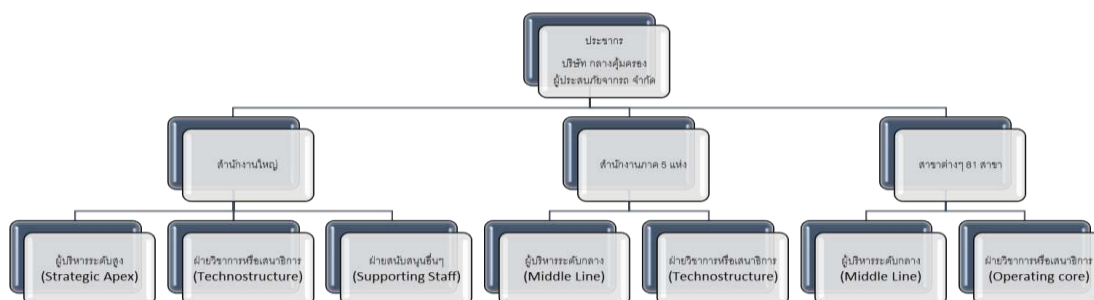 ประชากร
บริษัท กลางคุ้มครอง
ผู้ประสบภัยจากรถ จำกัด
สำนักงานใหญ่
สำนักงานภาค 5 แห่ง
สาขาต่างๆ 81 สาขา
ผู้บริหารระดับสูง
(Strategic Apex)
ฝ่ายวิชาการหรือเสนาธิการ
(Technostructure)
ฝ่ายสนับสนุนอื่นๆ
(Supporting Staff)
ผู้บริหารระดับกลาง
(Middle Line)
ฝ่ายวิชาการหรือเสนาธิการ
(Technostructure)
ผู้บริหารระดับกลาง
(Middle Line)
ฝ่ายวิชาการหรือเสนาธิการ
(Operating core)